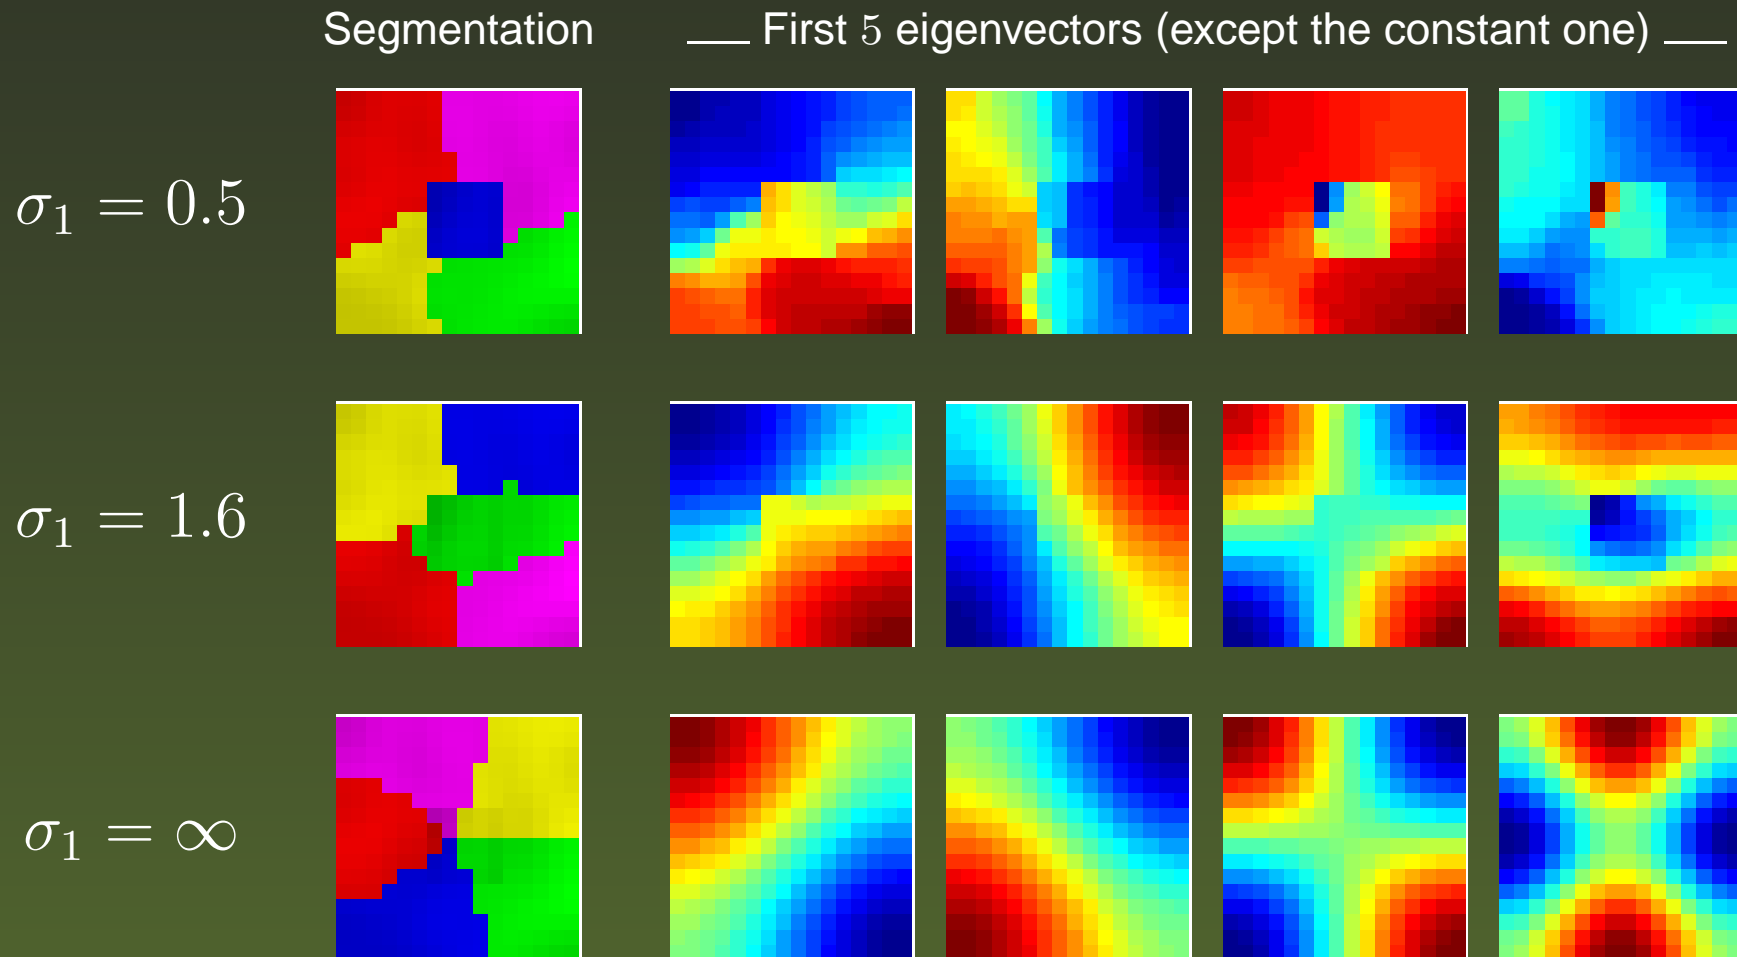 Segmentation
First 5 eigenvectors (except the constant one)
σ₁ = 0.5
σ₁ = 1.6
σ₁ = ∞